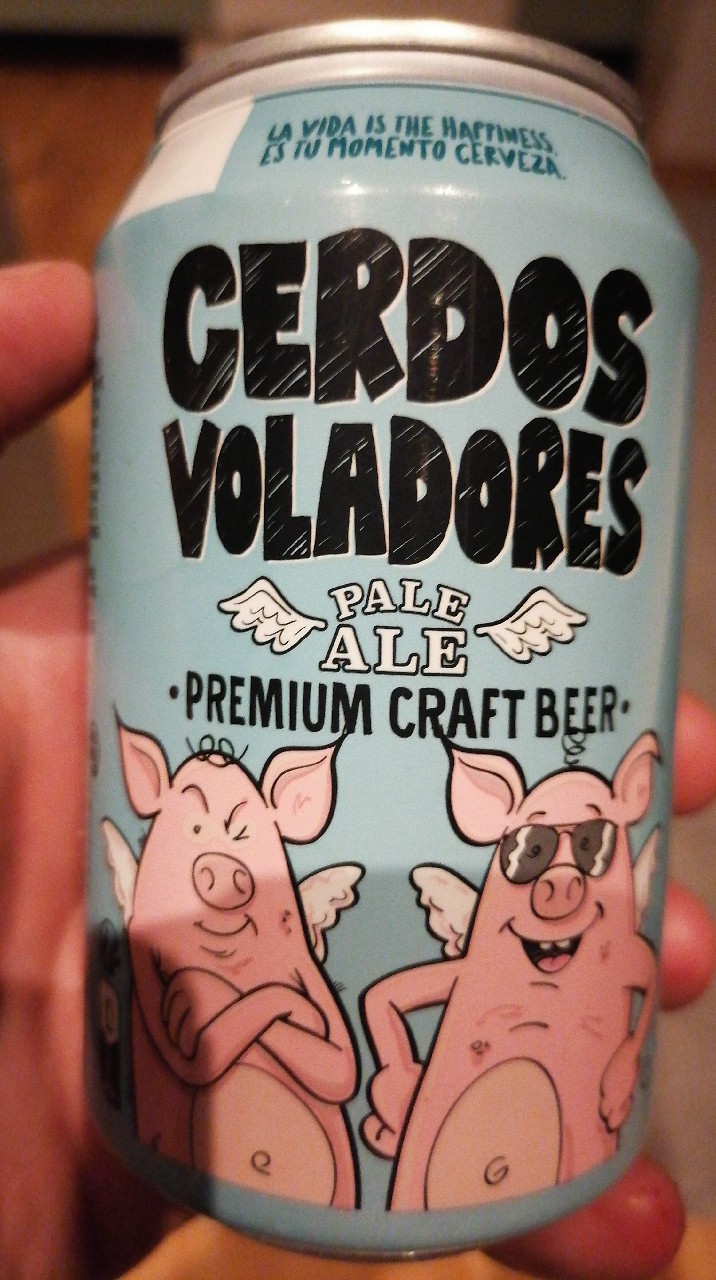 LA VIDA IS THE HAPPINESS.
ES TU MOMENTO CERVEZA.
CERDOS
VOLADORES
PALE
ALE
·PREMIUM CRAFT BEER·